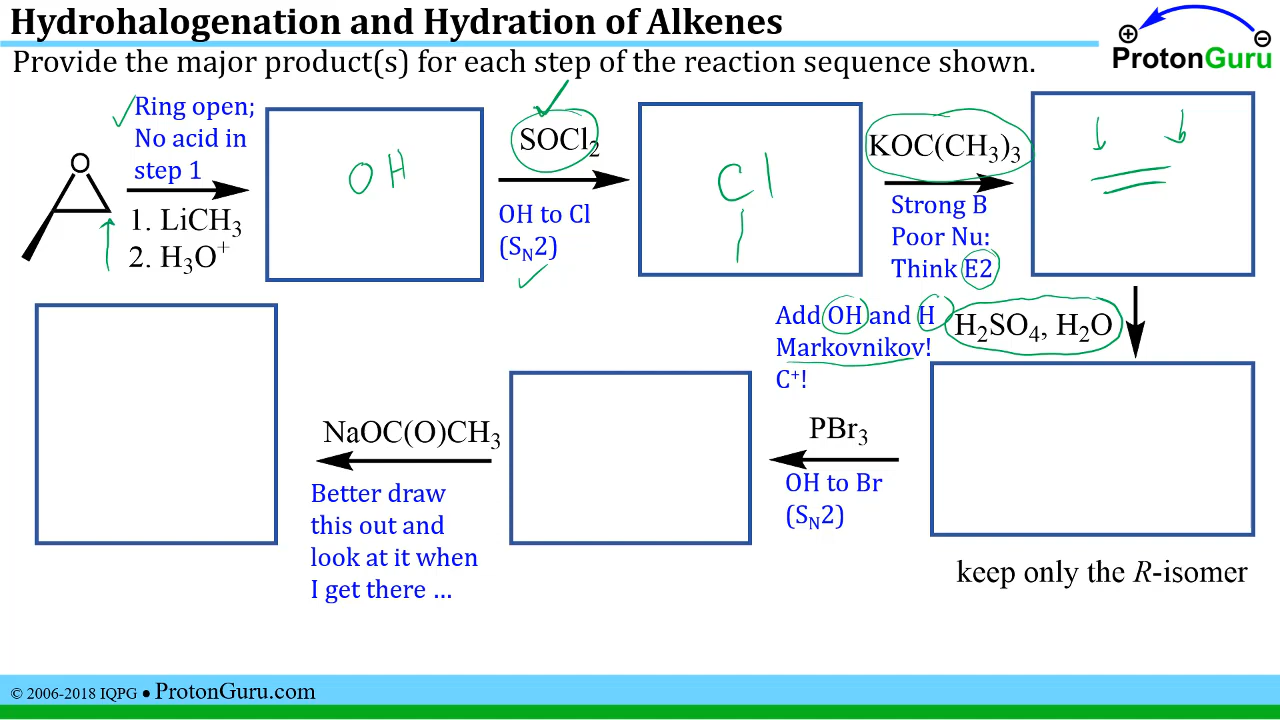 Hydrohalogenation and Hydration of Alkenes
ProtonGuru
Provide the major product(s) for each step of the reaction sequence shown.
Ring open;
No acid in
step 1
O
1. LiCH₃
2. H₃O⁺
OH
SOCl₂
OH to Cl
(S_N2)
Cl
KOC(CH₃)₃
Strong B
Poor Nu:
Think E2
Add OH and H
Markovnikov!
C⁺!
H₂SO₄, H₂O
PBr₃
OH to Br
(S_N2)
keep only the R-isomer
NaOC(O)CH₃
Better draw
this out and
look at it when
I get there ...
© 2006-2018 IQPG ● ProtonGuru.com